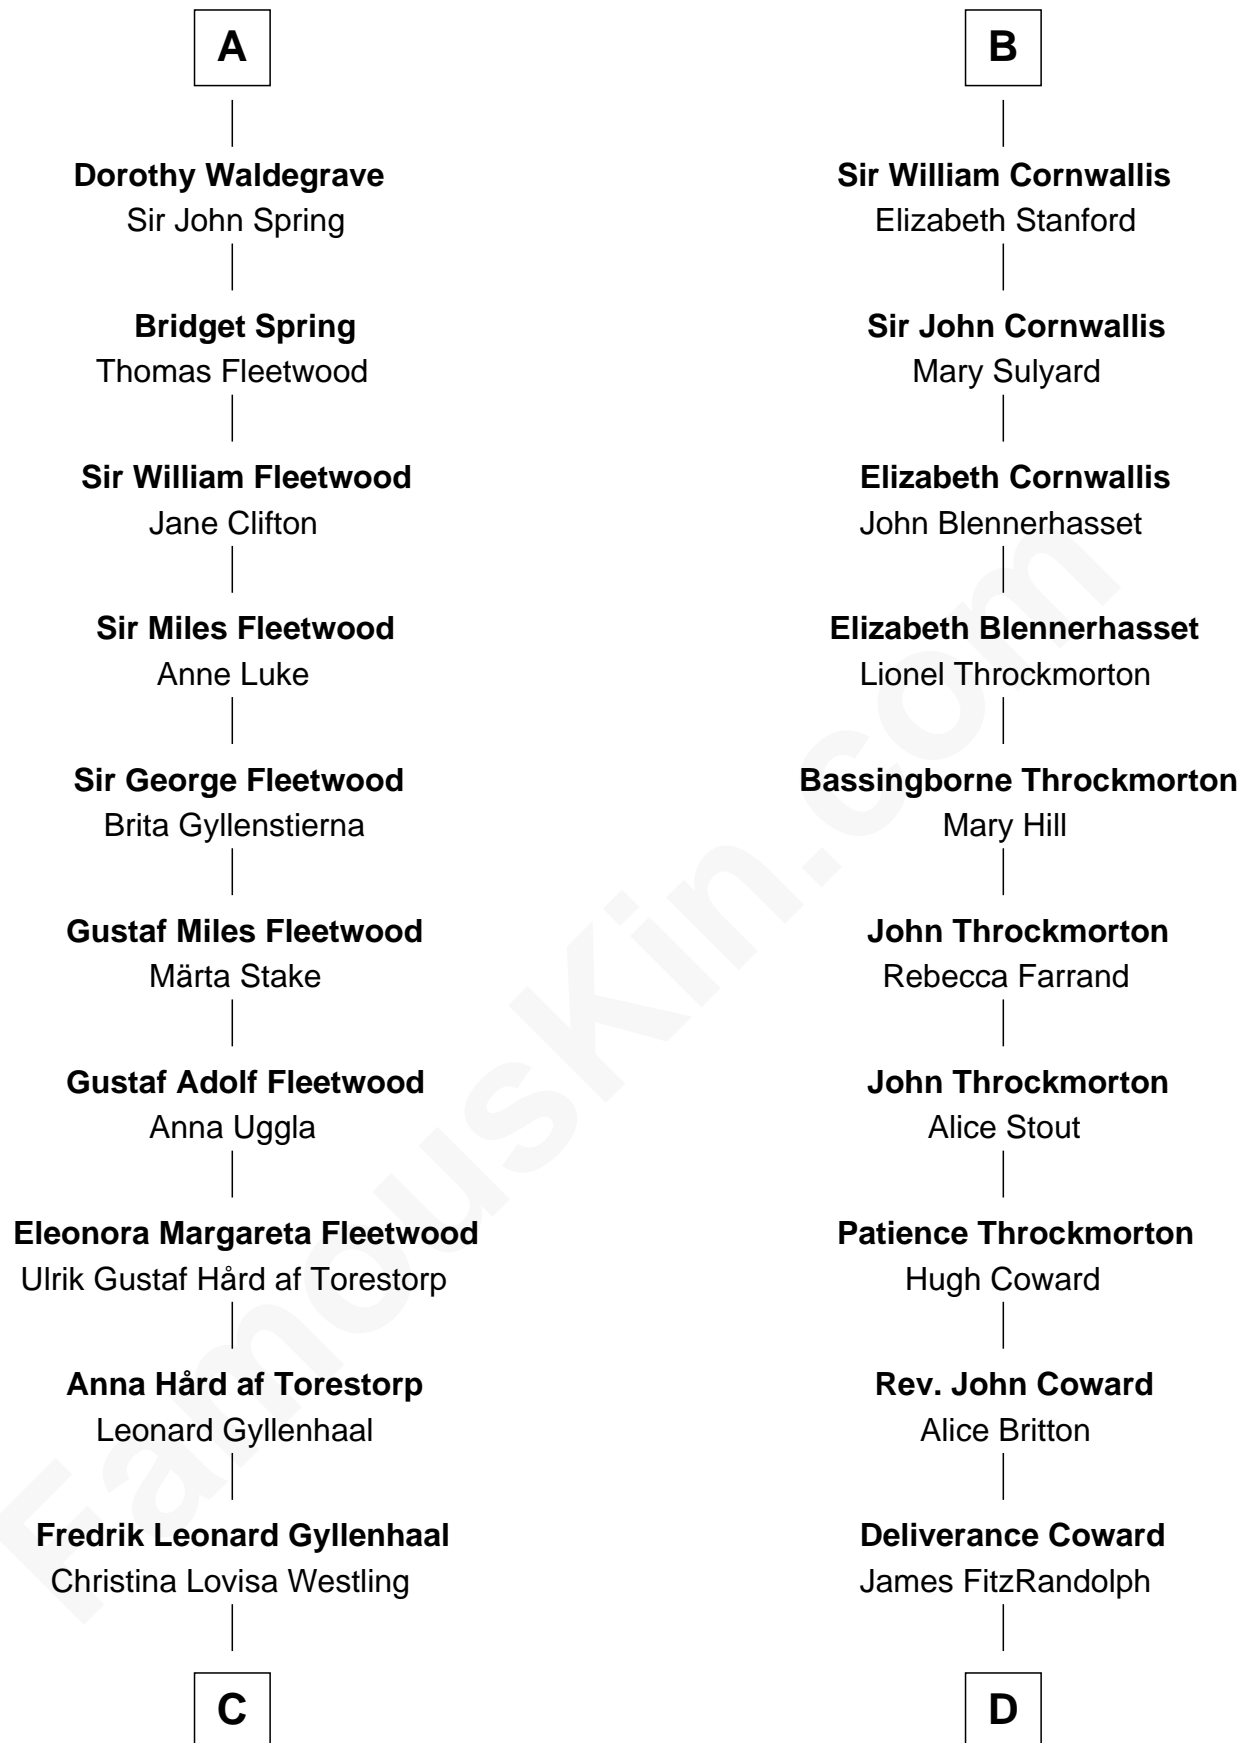 A
Dorothy Waldegrave
Sir John Spring
Bridget Spring
Thomas Fleetwood
Sir William Fleetwood
Jane Clifton
Sir Miles Fleetwood
Anne Luke
Sir George Fleetwood
Brita Gyllenstierna
Gustaf Miles Fleetwood
Märta Stake
Gustaf Adolf Fleetwood
Anna Uggla
Eleonora Margareta Fleetwood
Ulrik Gustaf Hård af Torestorp
Anna Hård af Torestorp
Leonard Gyllenhaal
Fredrik Leonard Gyllenhaal
Christina Lovisa Westling
C
B
Sir William Cornwallis
Elizabeth Stanford
Sir John Cornwallis
Mary Sulyard
Elizabeth Cornwallis
John Blennerhasset
Elizabeth Blennerhasset
Lionel Throckmorton
Bassingborne Throckmorton
Mary Hill
John Throckmorton
Rebecca Farrand
John Throckmorton
Alice Stout
Patience Throckmorton
Hugh Coward
Rev. John Coward
Alice Britton
Deliverance Coward
James FitzRandolph
D
FamousKin.com